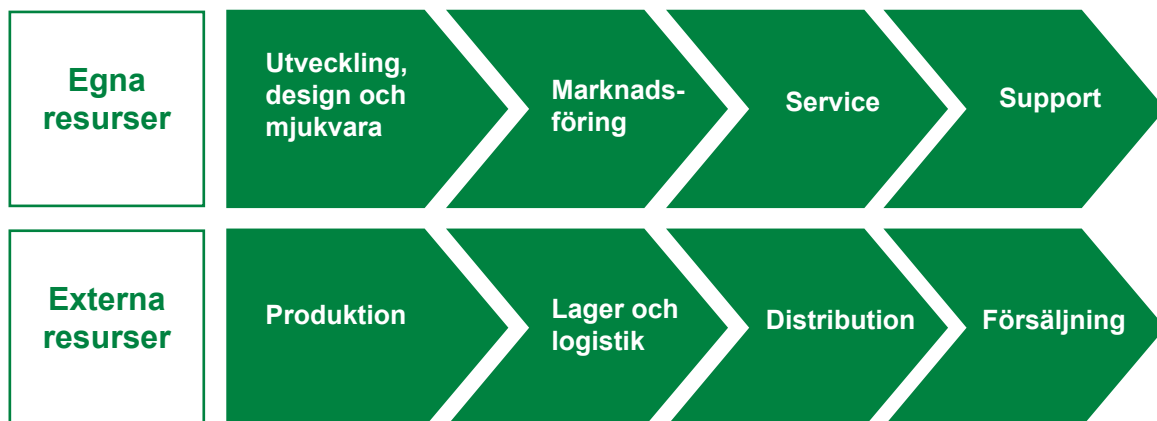 Egna
resurser
Utveckling,
design och
mjukvara
Marknads-
föring
Service
Support
Externa
resurser
Produktion
Lager och
logistik
Distribution
Försäljning